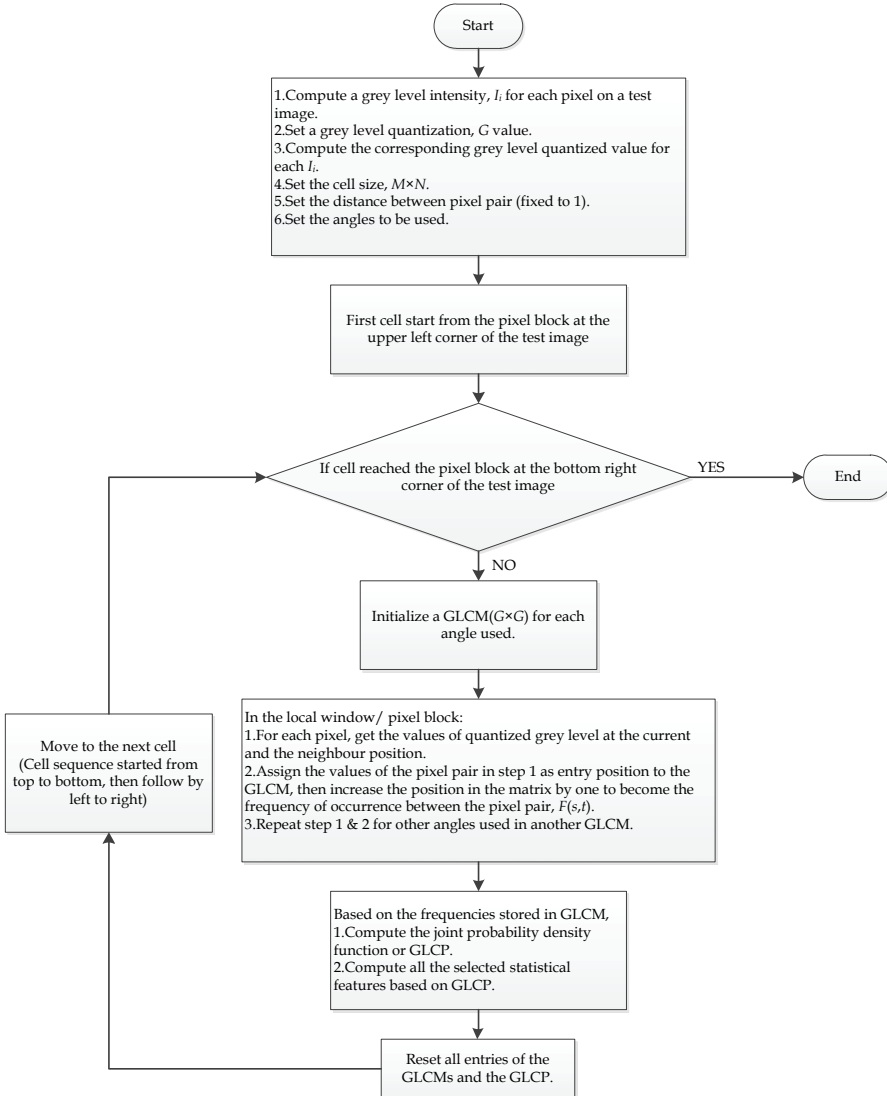 Start
1.Compute a grey level intensity, Ii for each pixel on a test
image.
2.Set a grey level quantization, G value.
3.Compute the corresponding grey level quantized value for
each Ii.
4.Set the cell size, M×N.
5.Set the distance between pixel pair (fixed to 1).
6.Set the angles to be used.
First cell start from the pixel block at the
upper left corner of the test image
If cell reached the pixel block at the bottom right
corner of the test image
YES
End
NO
Initialize a GLCM(G×G) for each
angle used.
In the local window/ pixel block:
1.For each pixel, get the values of quantized grey level at the current
and the neighbour position.
2.Assign the values of the pixel pair in step 1 as entry position to the
GLCM, then increase the position in the matrix by one to become the
frequency of occurrence between the pixel pair, F(s,t).
3.Repeat step 1 & 2 for other angles used in another GLCM.
Move to the next cell
(Cell sequence started from
top to bottom, then follow by
left to right)
Based on the frequencies stored in GLCM,
1.Compute the joint probability density
function or GLCP.
2.Compute all the selected statistical
features based on GLCP.
Reset all entries of the
GLCMs and the GLCP.